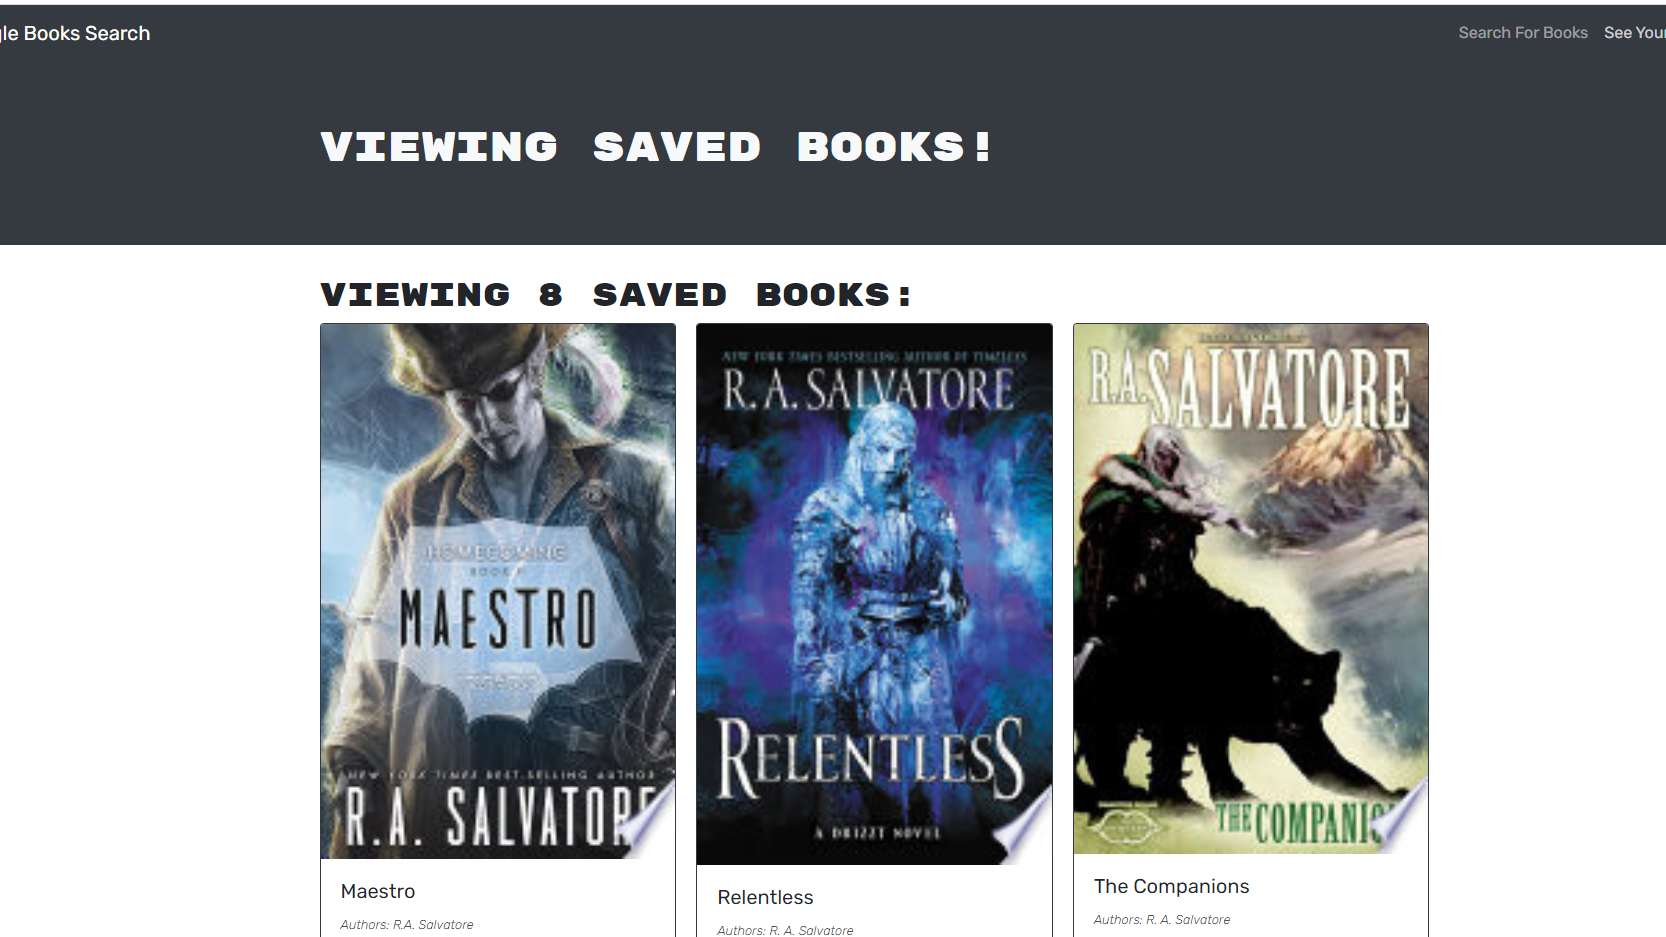 gle Books Search
Search For Books See Your
VIEWING SAVED BOOKS!
VIEWING 8 SAVED BOOKS:
HOMECOMING
BOOK II
MAESTRO
NEW YORK TIMES BEST-SELLING AUTHOR
R.A. SALVATORE
NEW YORK TIMES BESTSELLING AUTHOR OF TIMELESS
R.A. SALVATORE
RELENTLESS
A DRIZZT NOVEL
R.A. SALVATORE
THE COMPANIO
Maestro
Authors: R.A. Salvatore
Relentless
Authors: R. A. Salvatore
The Companions
Authors: R. A. Salvatore